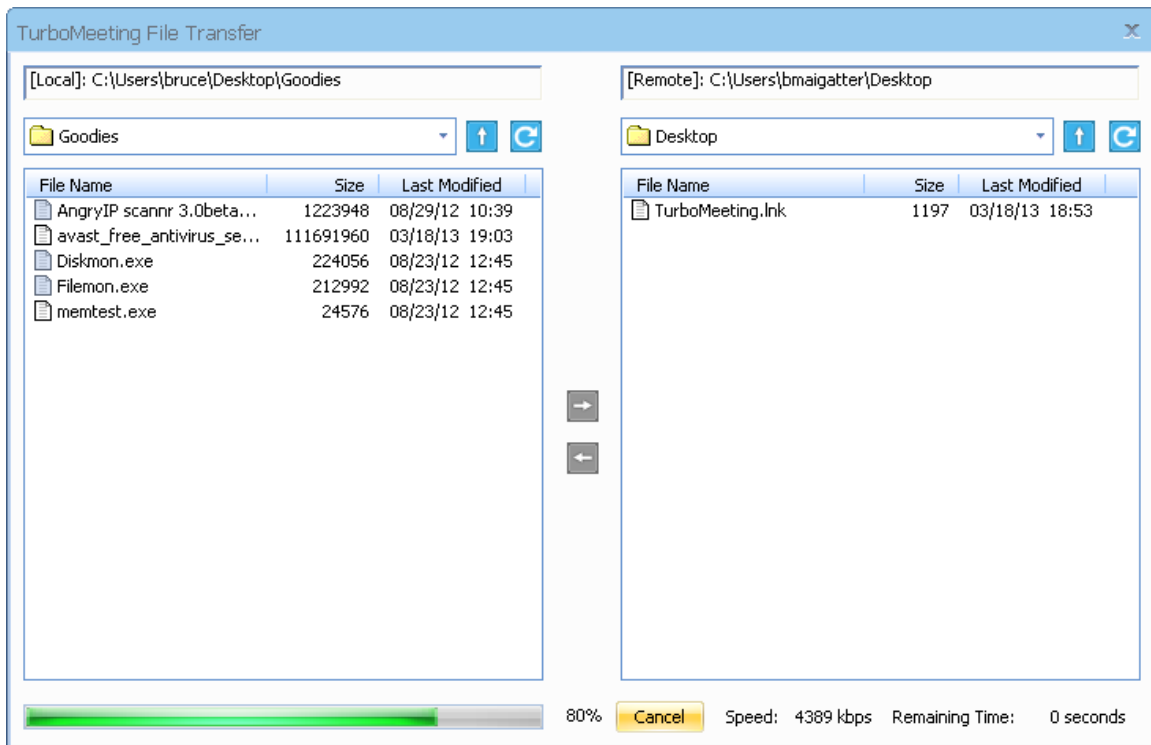 TurboMeeting File Transfer
x
[Local]: C:\Users\bruce\Desktop\Goodies
Goodies
File Name Size Last Modified
AngryIP scannr 3.0beta... 1223948 08/29/12 10:39
avast_free_antivirus_se... 111691960 03/18/13 19:03
Diskmon.exe 224056 08/23/12 12:45
Filemon.exe 212992 08/23/12 12:45
memtest.exe 24576 08/23/12 12:45
[Remote]: C:\Users\bmaigatter\Desktop
Desktop
File Name Size Last Modified
TurboMeeting.lnk 1197 03/18/13 18:53
80% Cancel Speed: 4389 kbps Remaining Time: 0 seconds